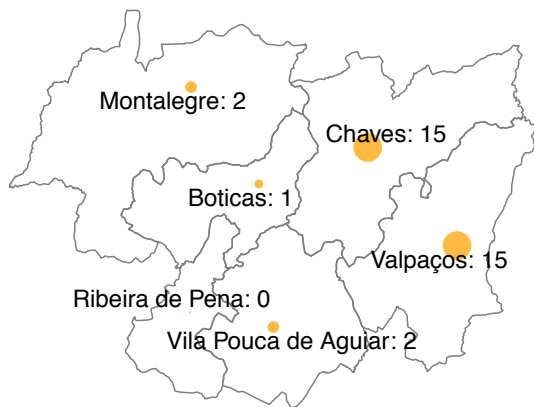 Montalegre: 2
Chaves: 15
Boticas: 1
Valpaços: 15
Ribeira de Pena: 0
Vila Pouca de Aguiar: 2